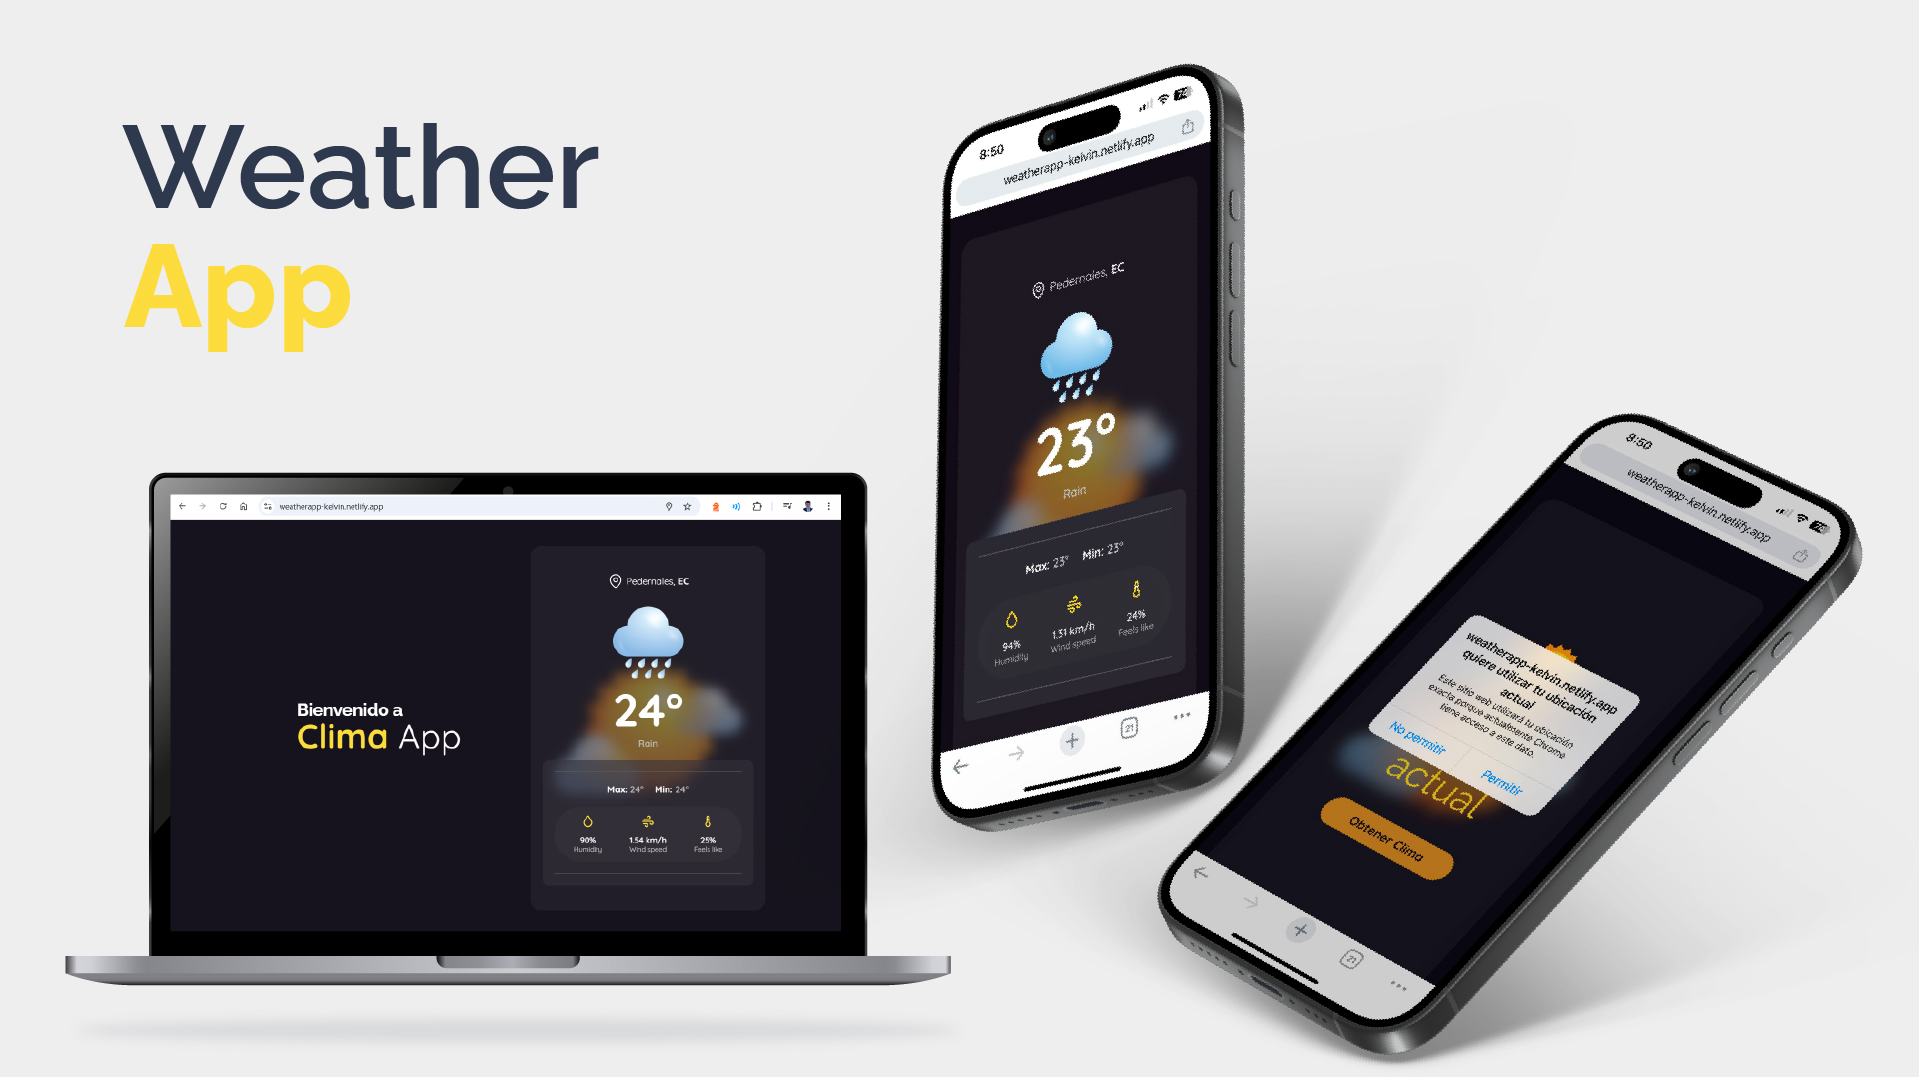 Weather
App
weatherapp-kelvin.netlify.app
Pedernales, EC
24°
Rain
Max: 24° Min: 24°
90% 1.54 km/h 25%
Humidity Wind speed Feels like
Bienvenido a
Clima App
8:50
weatherapp-kelvin.netlify.app
Pedernales, EC
23°
Rain
Max: 23° Min: 23°
94% 1.31 km/h 24%
Humidity Wind speed Feels like
21
8:50
weatherapp-kelvin.netlify.app
weatherapp-kelvin.netlify.app
quiere utilizar tu ubicación
actual
Este sitio web utilizará tu ubicación
exacta porque actualmente Chrome
tiene acceso a este dato.
No permitir Permitir
actual
Obtener Clima
21